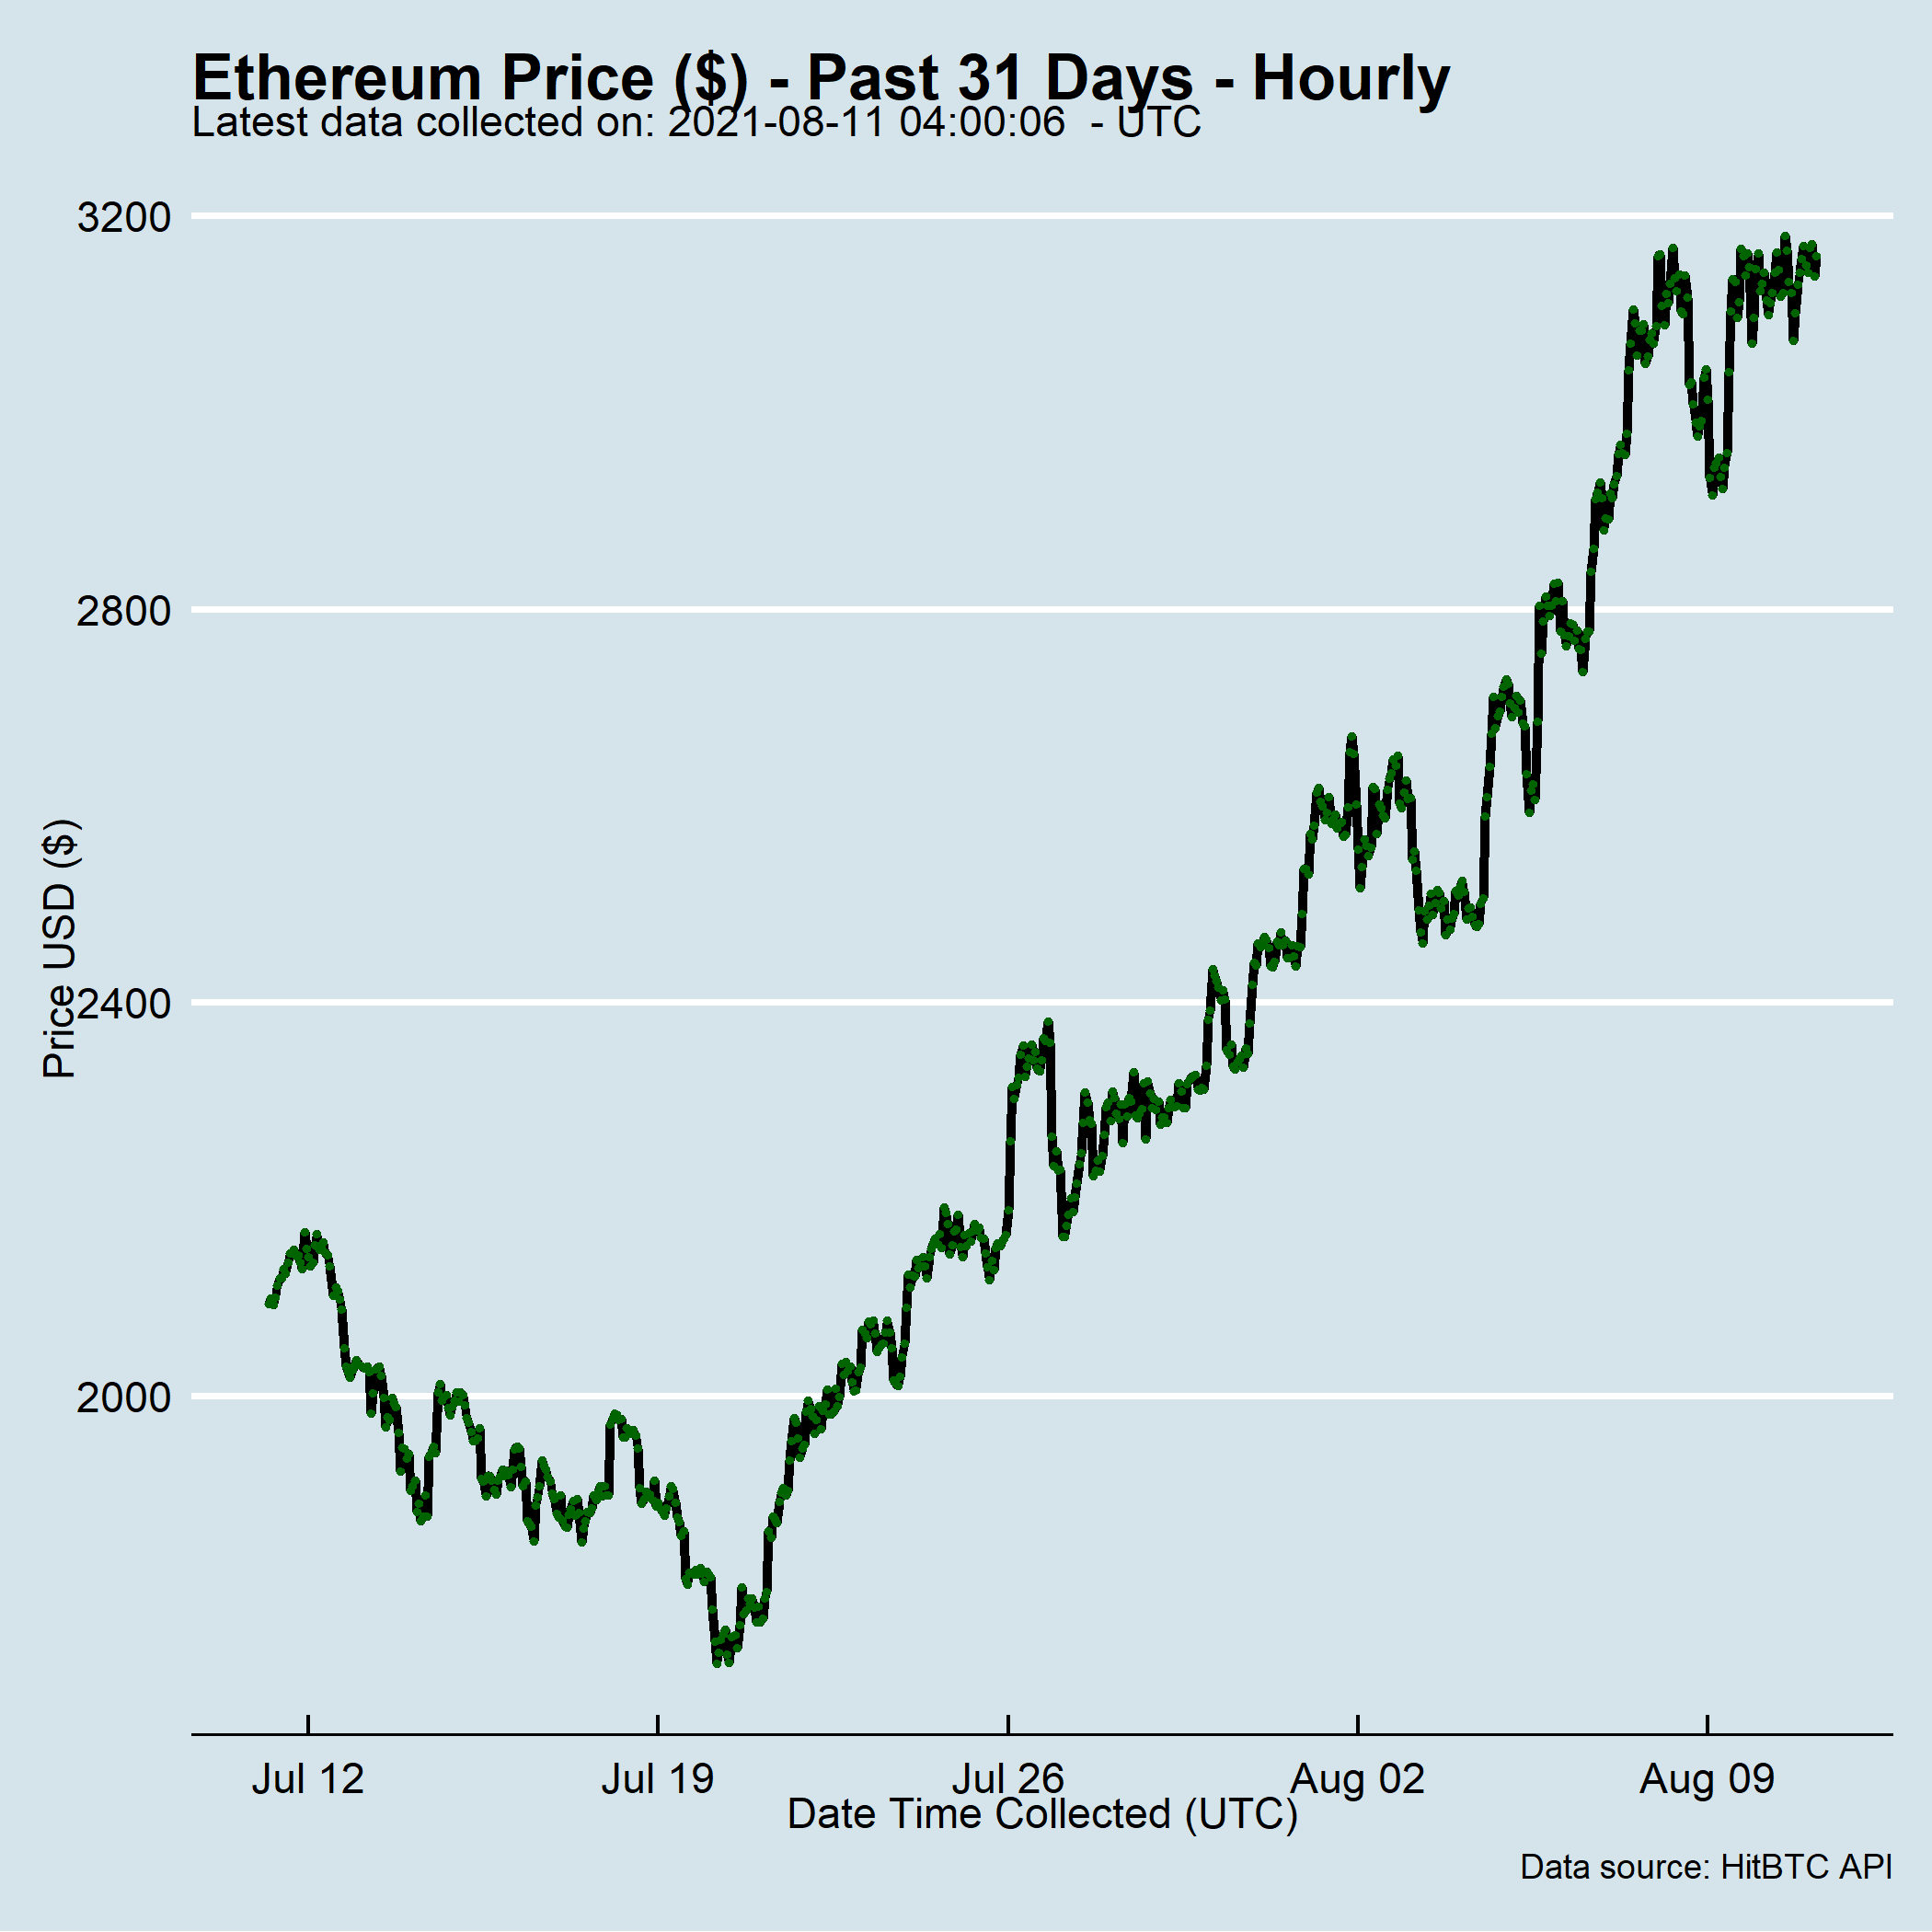 Ethereum Price ($) - Past 31 Days - Hourly
Latest data collected on: 2021-08-11 04:00:06  - UTC
3200
2800
2400
2000
Price USD ($)
Jul 12
Jul 19
Jul 26
Aug 02
Aug 09
Date Time Collected (UTC)
Data source: HitBTC API